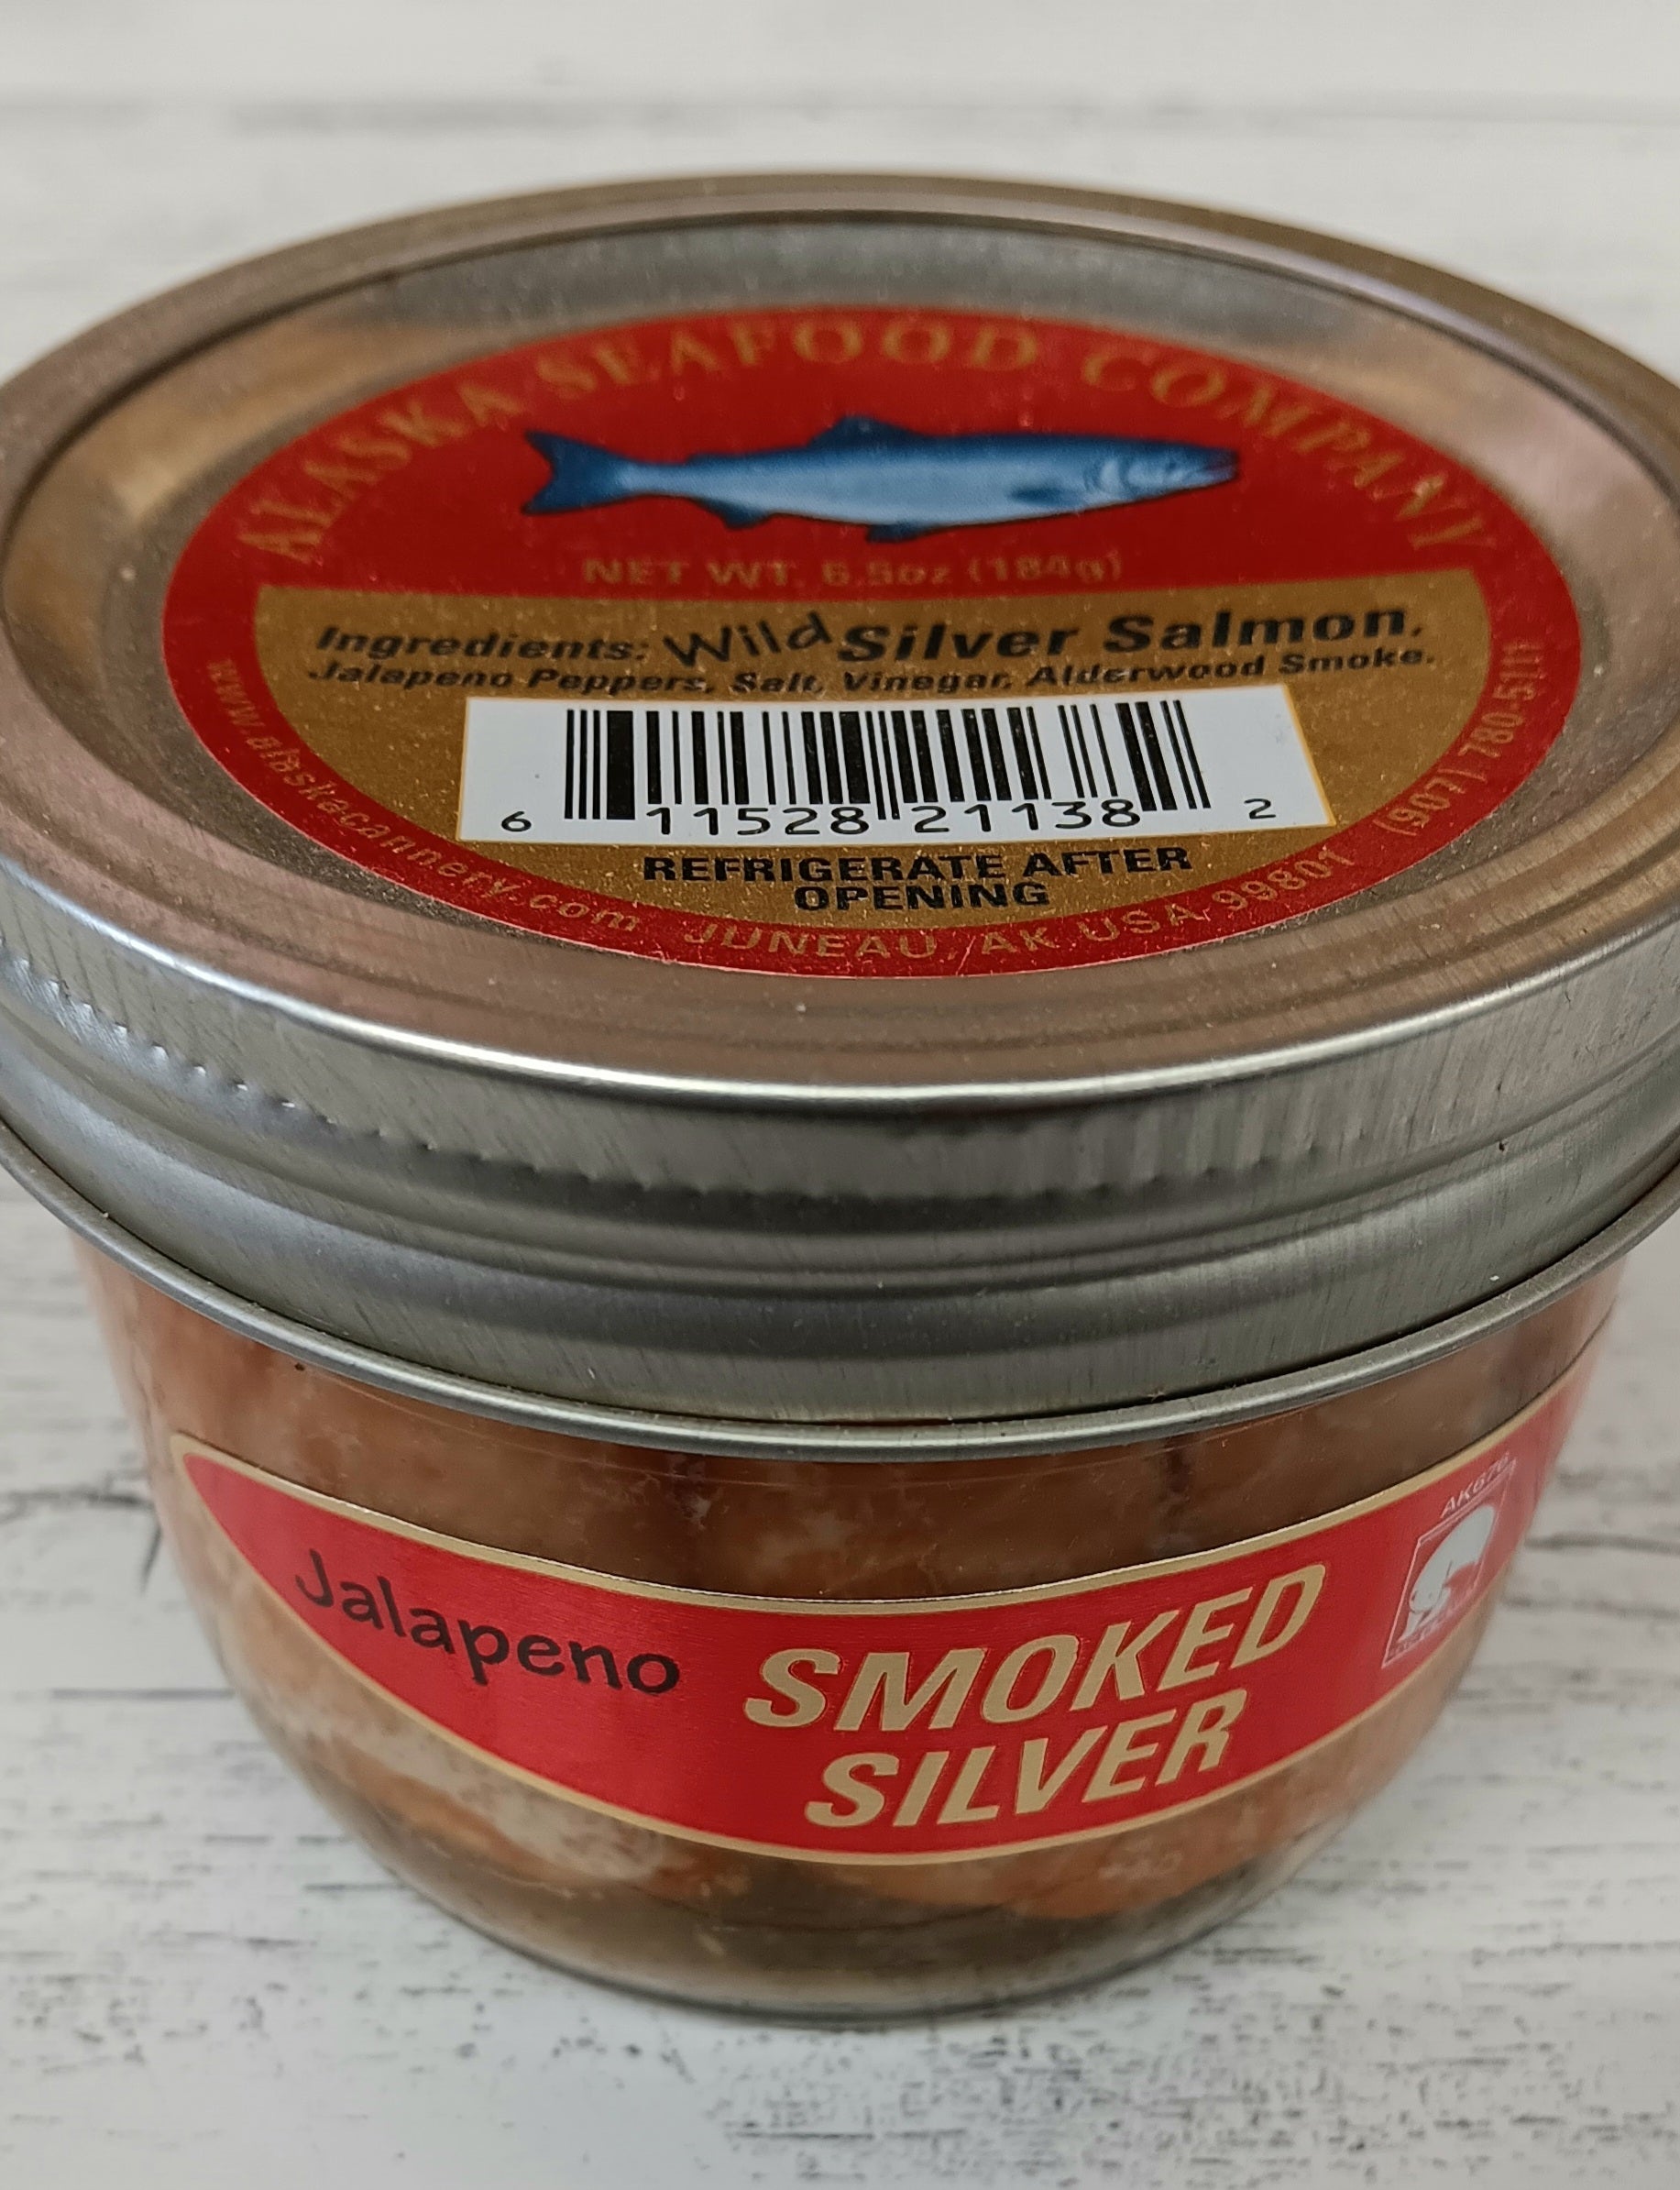 ALASKA SEAFOOD COMPANY
NET WT. 6.5oz (184g)
Ingredients: Wild Silver Salmon,
Jalapeno Peppers, Salt, Vinegar, Alderwood Smoke.
6 11528 21138 2
REFRIGERATE AFTER
OPENING
www.alaskacannery.com JUNEAU, AK USA 99801 (907) 780-5111
Jalapeno
SMOKED
SILVER
AK676